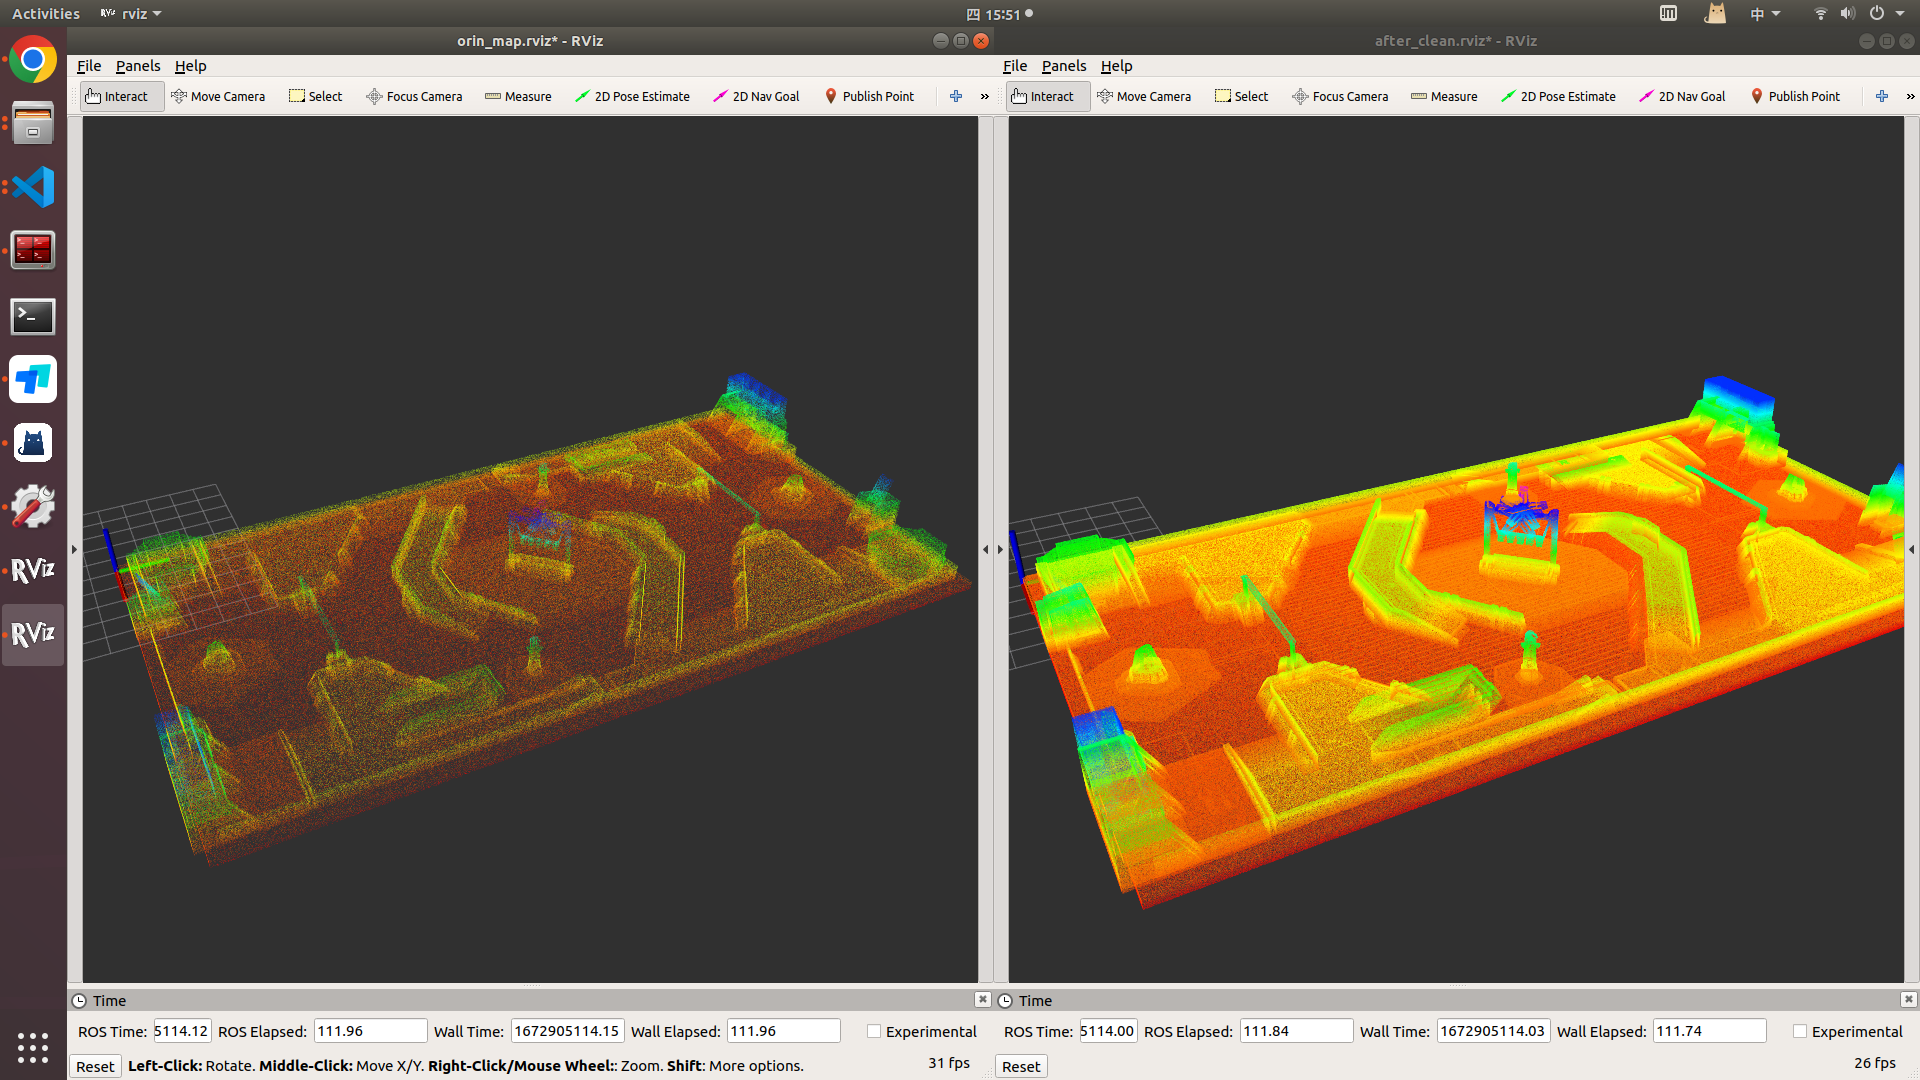 Activities rviz 四 15:51 中
orin_map.rviz* - RViz
File Panels Help
Interact Move Camera Select Focus Camera Measure 2D Pose Estimate 2D Nav Goal Publish Point »
after_clean.rviz* - RViz
File Panels Help
Interact Move Camera Select Focus Camera Measure 2D Pose Estimate 2D Nav Goal Publish Point »
RViz
RViz
Time
ROS Time: 5114.12 ROS Elapsed: 111.96 Wall Time: 1672905114.15 Wall Elapsed: 111.96 Experimental
Reset Left-Click: Rotate. Middle-Click: Move X/Y. Right-Click/Mouse Wheel:: Zoom. Shift: More options. 31 fps
Time
ROS Time: 5114.00 ROS Elapsed: 111.84 Wall Time: 1672905114.03 Wall Elapsed: 111.74 Experimental
Reset 26 fps